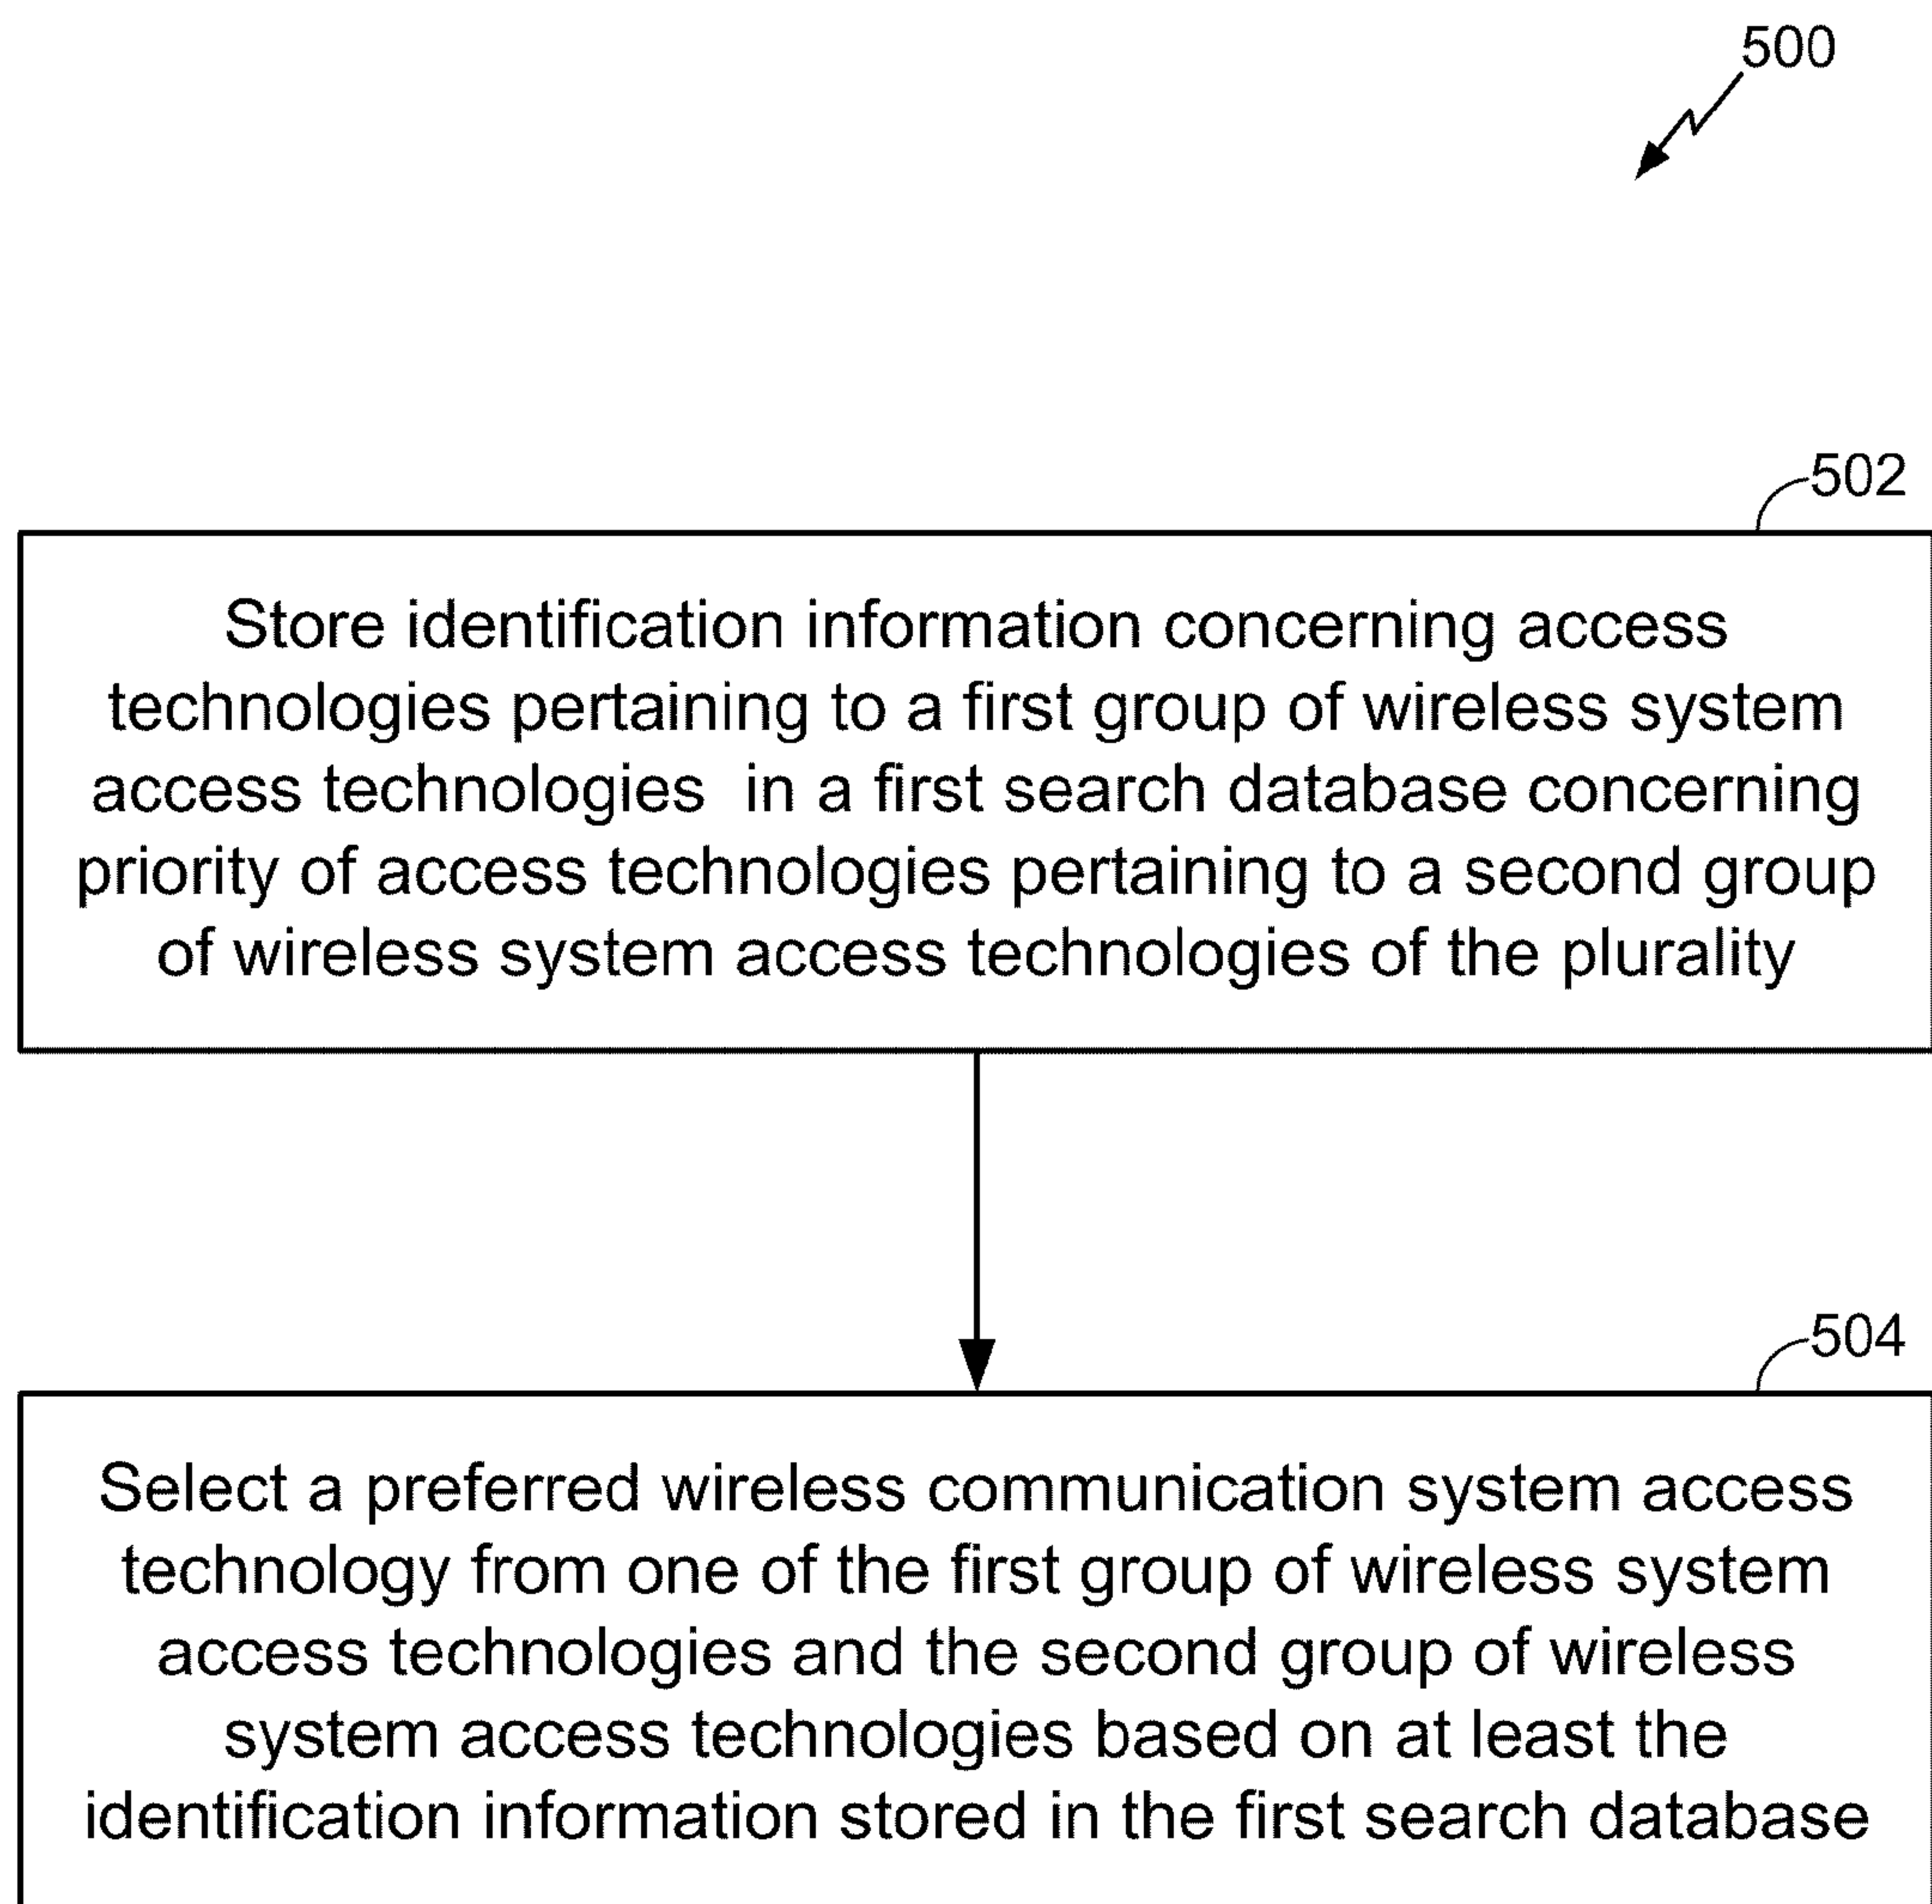 500
502
Store identification information concerning access
technologies pertaining to a first group of wireless system
access technologies in a first search database concerning
priority of access technologies pertaining to a second group
of wireless system access technologies of the plurality
504
Select a preferred wireless communication system access
technology from one of the first group of wireless system
access technologies and the second group of wireless
system access technologies based on at least the
identification information stored in the first search database